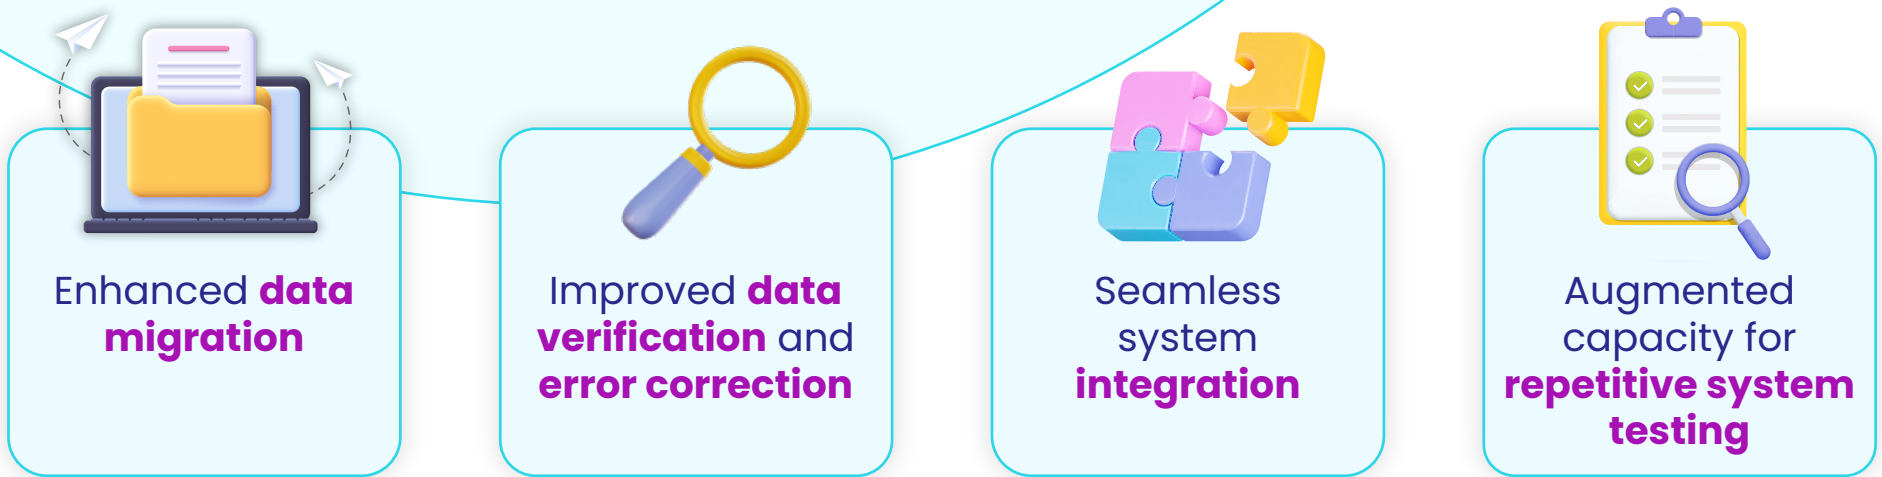 Enhanced data
migration
Improved data
verification and
error correction
Seamless
system
integration
Augmented
capacity for
repetitive system
testing